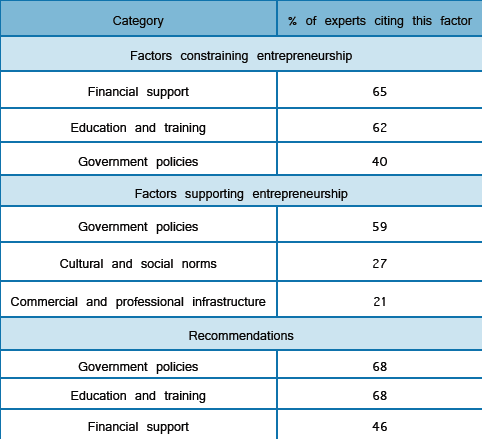 Category % of experts citing this factor
Factors constraining entrepreneurship
Financial support 65
Education and training 62
Government policies 40
Factors supporting entrepreneurship
Government policies 59
Cultural and social norms 27
Commercial and professional infrastructure 21
Recommendations
Government policies 68
Education and training 68
Financial support 46